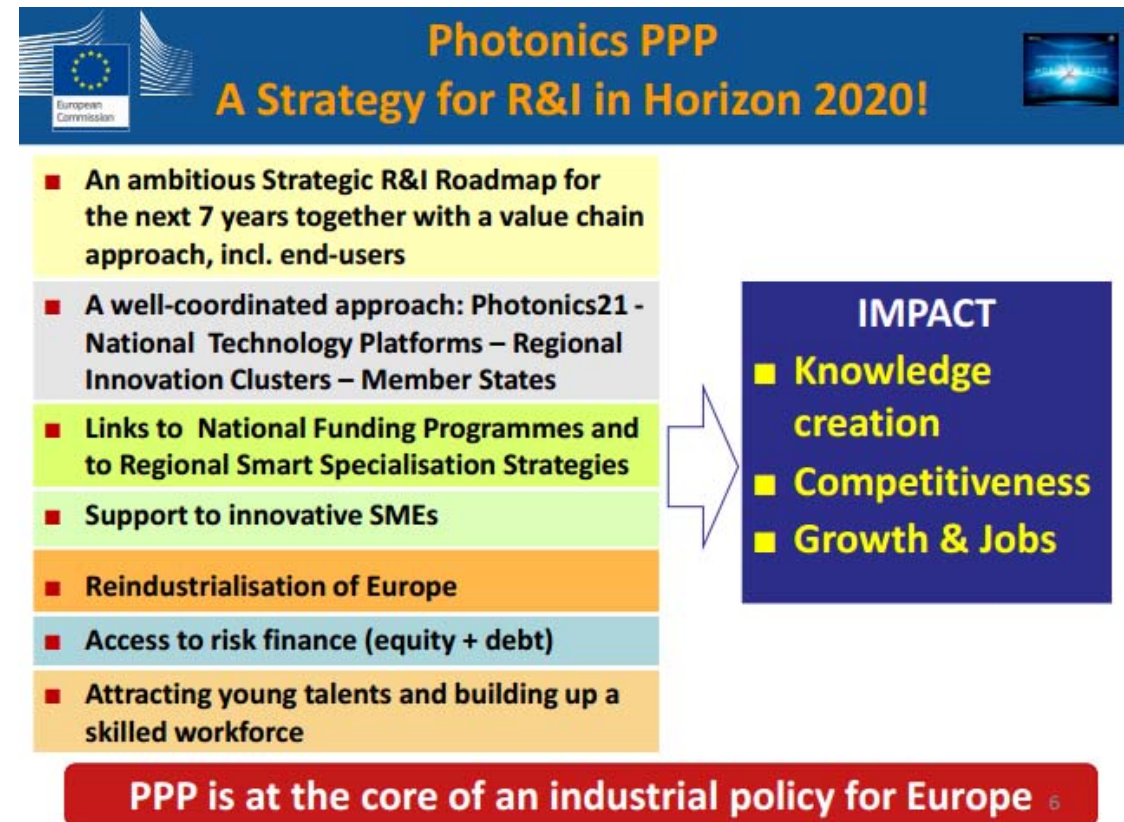 European
Commission
Photonics PPP
A Strategy for R&I in Horizon 2020!
■ An ambitious Strategic R&I Roadmap for
the next 7 years together with a value chain
approach, incl. end-users
■ A well-coordinated approach: Photonics21 -
National Technology Platforms – Regional
Innovation Clusters – Member States
■ Links to National Funding Programmes and
to Regional Smart Specialisation Strategies
■ Support to innovative SMEs
■ Reindustrialisation of Europe
■ Access to risk finance (equity + debt)
■ Attracting young talents and building up a
skilled workforce
IMPACT
■ Knowledge
creation
■ Competitiveness
■ Growth & Jobs
PPP is at the core of an industrial policy for Europe
6